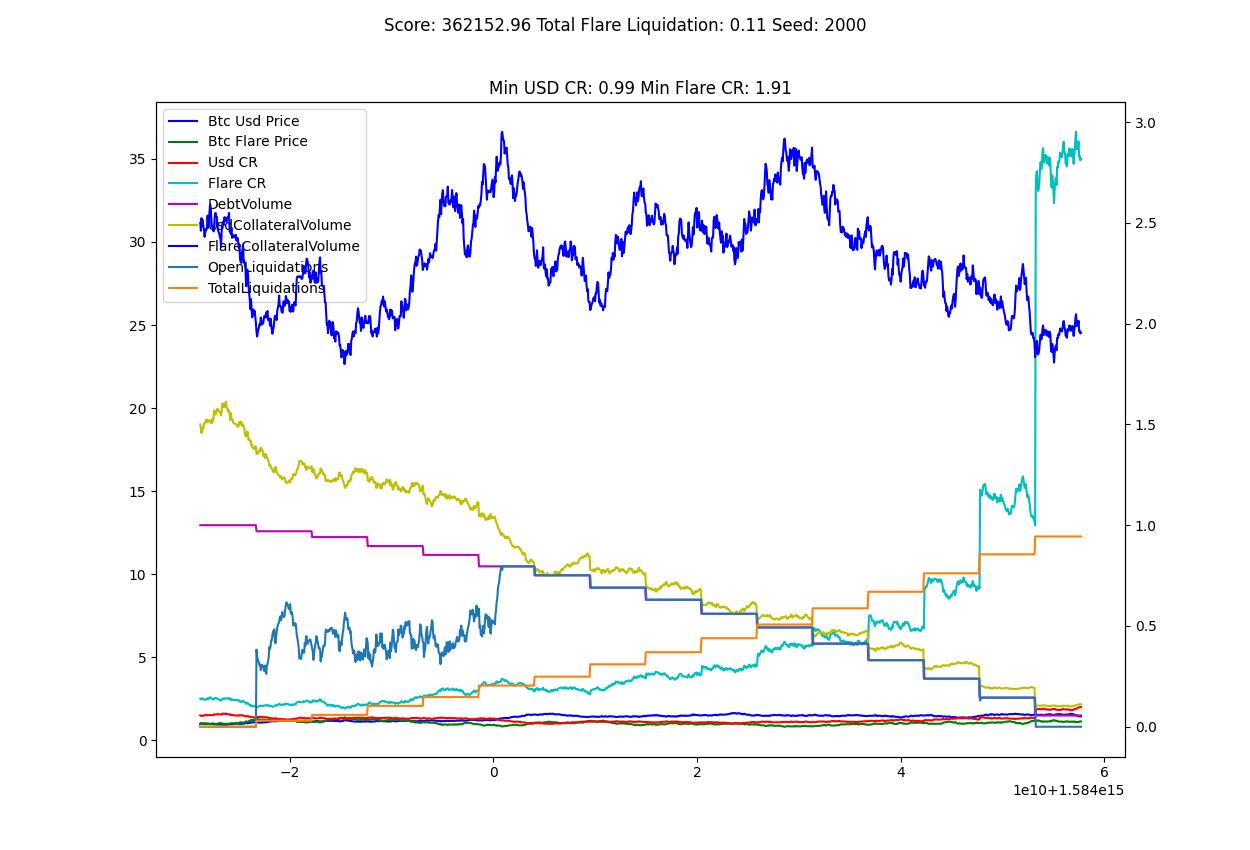 Score: 362152.96 Total Flare Liquidation: 0.11 Seed: 2000
Min USD CR: 0.99 Min Flare CR: 1.91
Btc Usd Price
Btc Flare Price
Usd CR
Flare CR
DebtVolume
UsdCollateralVolume
FlareCollateralVolume
OpenLiquidations
TotalLiquidations
35
30
25
20
15
10
5
0
3.0
2.5
2.0
1.5
1.0
0.5
0.0
−2
0
2
4
6
1e10+1.584e15